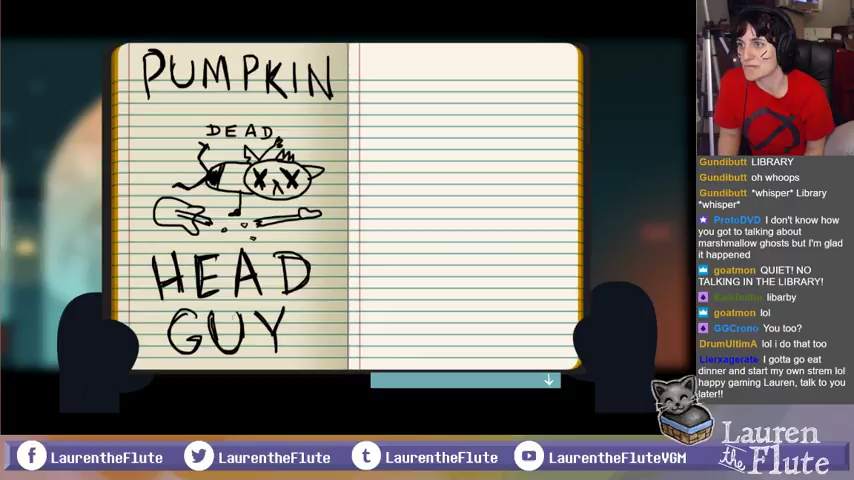 PUMPKIN
DEAD
HEAD
GUY
Gundibutt LIBRARY
Gundibutt oh whoops
Gundibutt *whisper* Library
*whisper*
ProtoDVD I don't know how
you got to talking about
marshmallow ghosts but I'm glad
it happened
goatmon QUIET! NO
TALKING IN THE LIBRARY!
libarby
goatmon lol
GGCrono You too?
DrumUltimA lol i do that too
Llerxagerate I gotta go eat
dinner and start my own strem lol
happy gaming Lauren, talk to you
later!!
Lauren
the Flute
LaurentheFlute
LaurentheFlute
LaurentheFlute
LaurentheFluteVGM